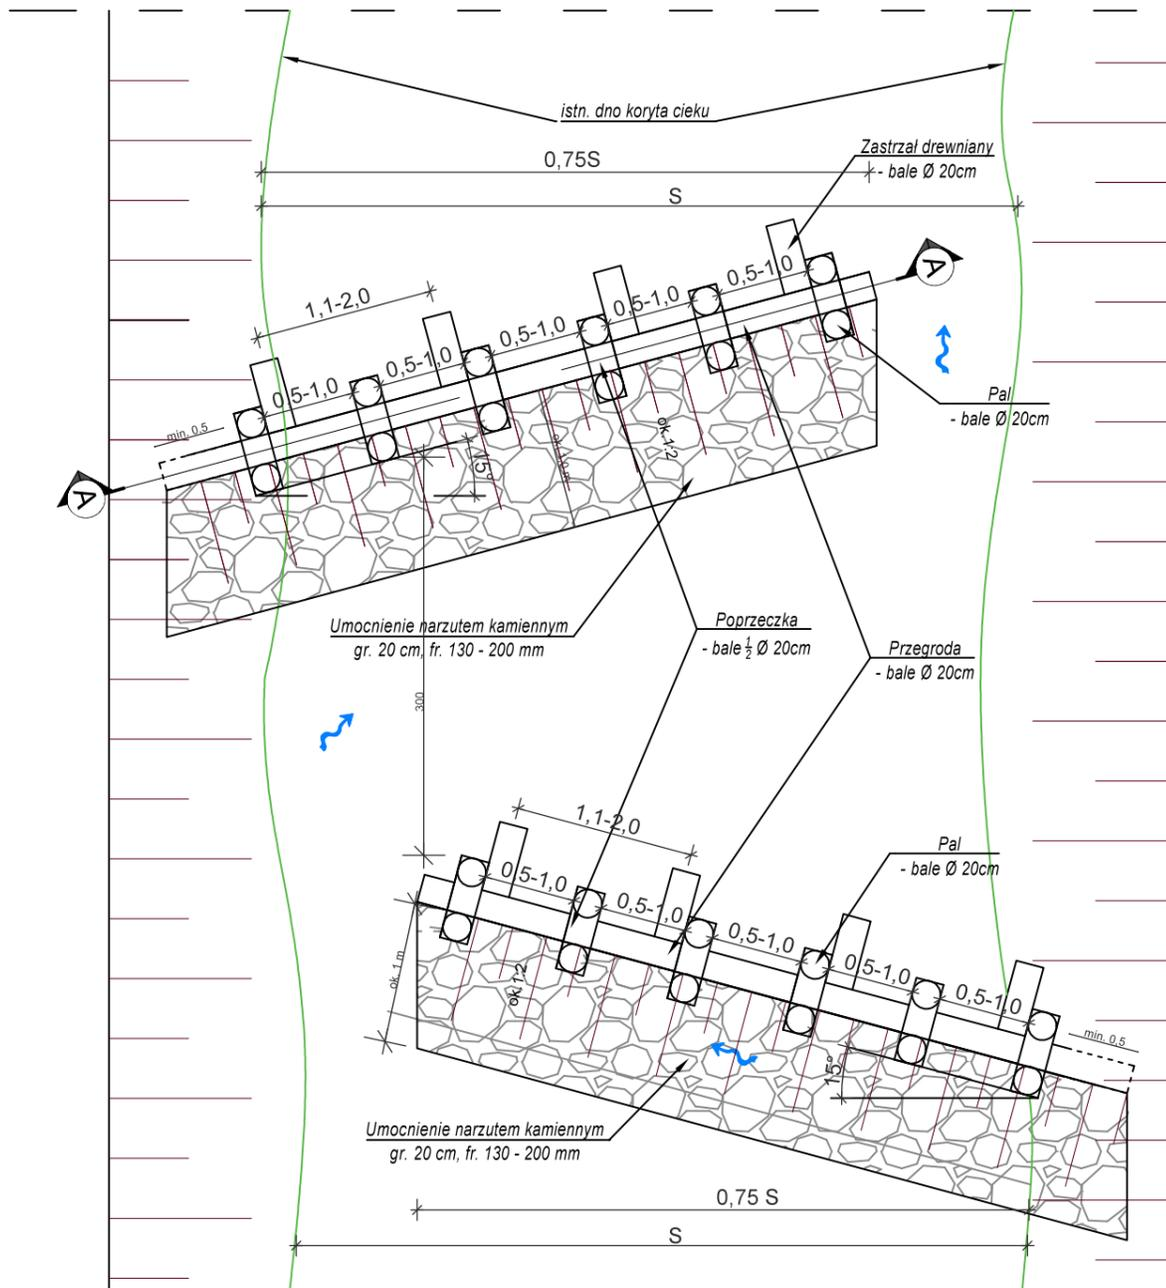 istn. dno koryta cieku
0,75S
Zastrzał drewniany
- bale Ø 20cm
S
A
0,5-1,0
1,1-2,0
0,5-1,0
0,5-1,0
0,5-1,0
0,5-1,0
min. 0.5
Pal
- bale Ø 20cm
ok.1:2
15°
A
Umocnienie narzutem kamiennym
gr. 20 cm, fr. 130 - 200 mm
Poprzeczka
- bale ½ Ø 20cm
Przegroda
- bale Ø 20cm
300
1,1-2,0
Pal
- bale Ø 20cm
0,5-1,0
0,5-1,0
0,5-1,0
0,5-1,0
0,5-1,0
min. 0.5
ok. 1 m
ok.1:2
15°
Umocnienie narzutem kamiennym
gr. 20 cm, fr. 130 - 200 mm
0,75 S
S